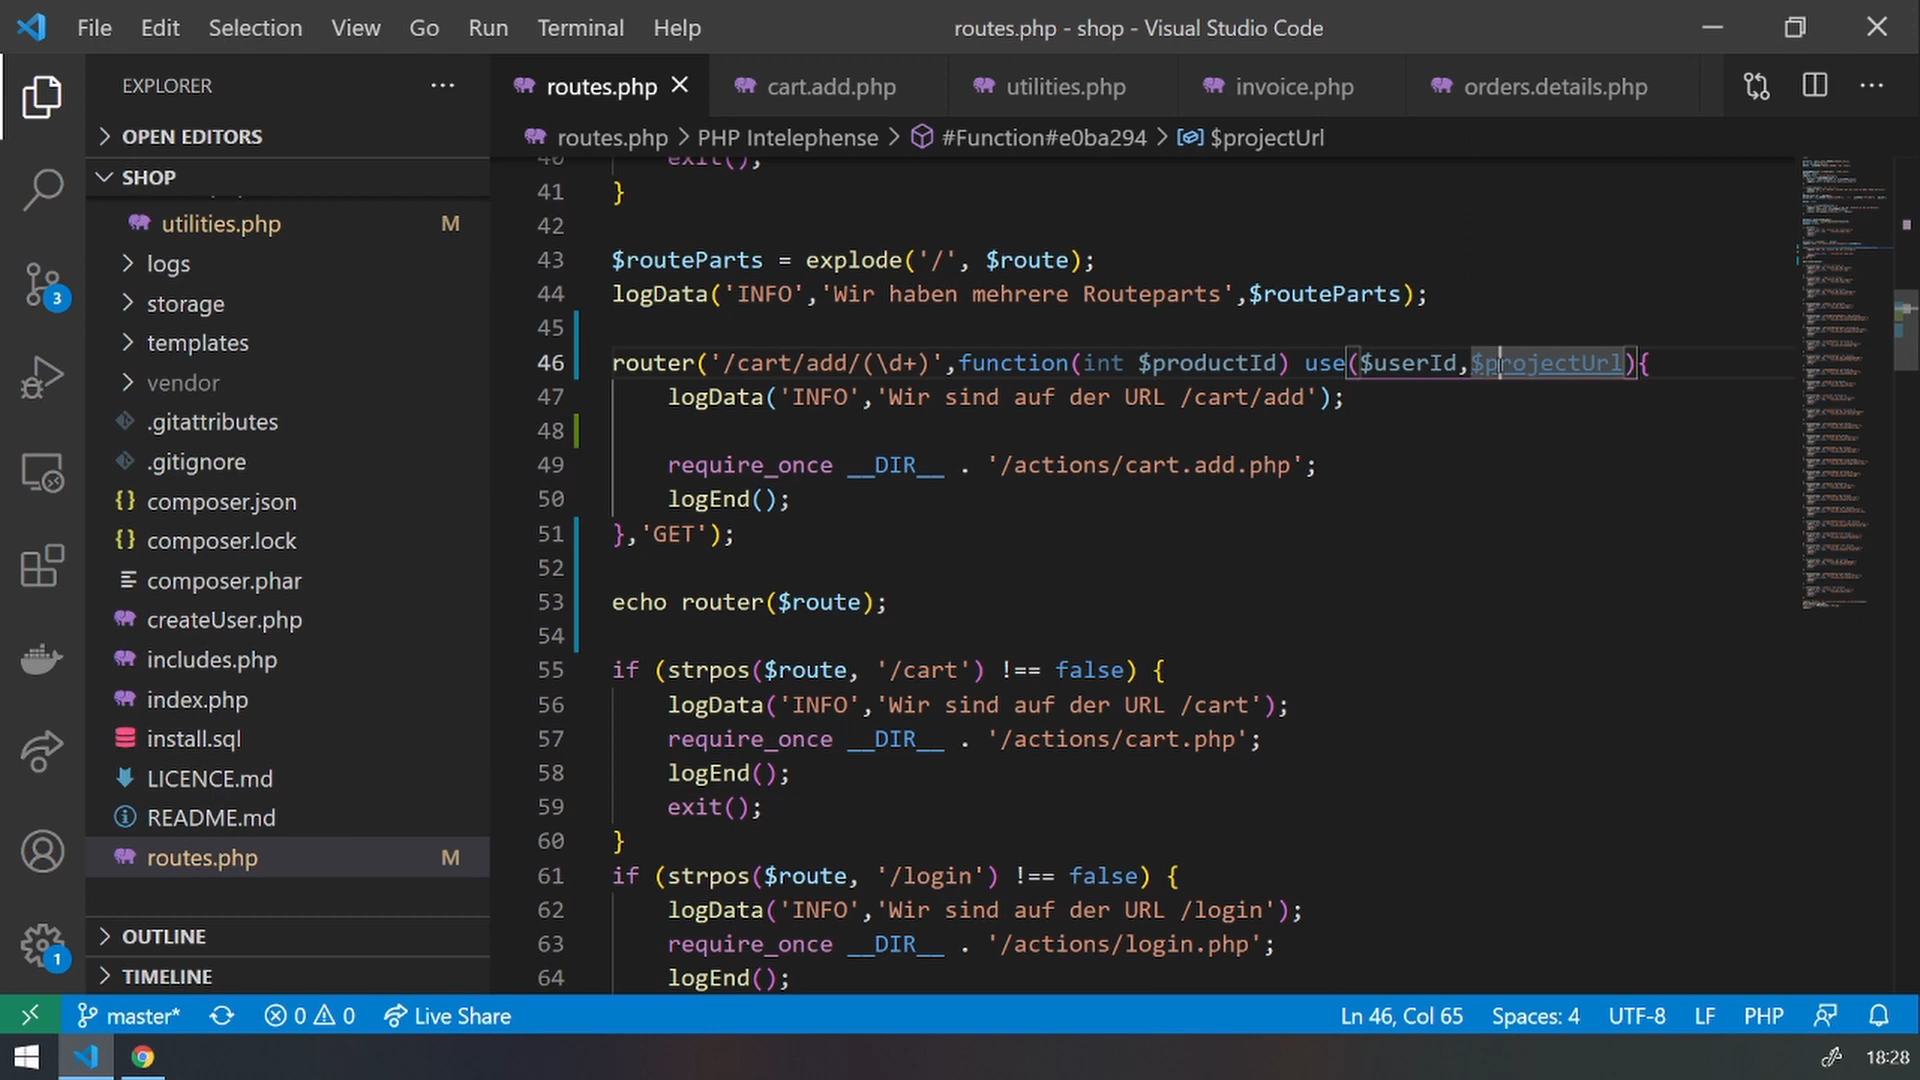 File Edit Selection View Go Run Terminal Help
routes.php - shop - Visual Studio Code
EXPLORER
routes.php
cart.add.php
utilities.php
invoice.php
orders.details.php
OPEN EDITORS
routes.php > PHP Intelephense > #Function#e0ba294 > $projectUrl
SHOP
utilities.php M
logs
storage
templates
vendor
.gitattributes
.gitignore
composer.json
composer.lock
composer.phar
createUser.php
includes.php
index.php
install.sql
LICENCE.md
README.md
routes.php M
OUTLINE
TIMELINE
3
1
40 exit();
41 }
42
43 $routeParts = explode('/', $route);
44 logData('INFO','Wir haben mehrere Routeparts',$routeParts);
45
46 router('/cart/add/(\d+)',function(int $productId) use($userId,$projectUrl){
47 logData('INFO','Wir sind auf der URL /cart/add');
48
49 require_once __DIR__ . '/actions/cart.add.php';
50 logEnd();
51 },'GET');
52
53 echo router($route);
54
55 if (strpos($route, '/cart') !== false) {
56 logData('INFO','Wir sind auf der URL /cart');
57 require_once __DIR__ . '/actions/cart.php';
58 logEnd();
59 exit();
60 }
61 if (strpos($route, '/login') !== false) {
62 logData('INFO','Wir sind auf der URL /login');
63 require_once __DIR__ . '/actions/login.php';
64 logEnd();
master* 0 0 Live Share
Ln 46, Col 65 Spaces: 4 UTF-8 LF PHP
18:28